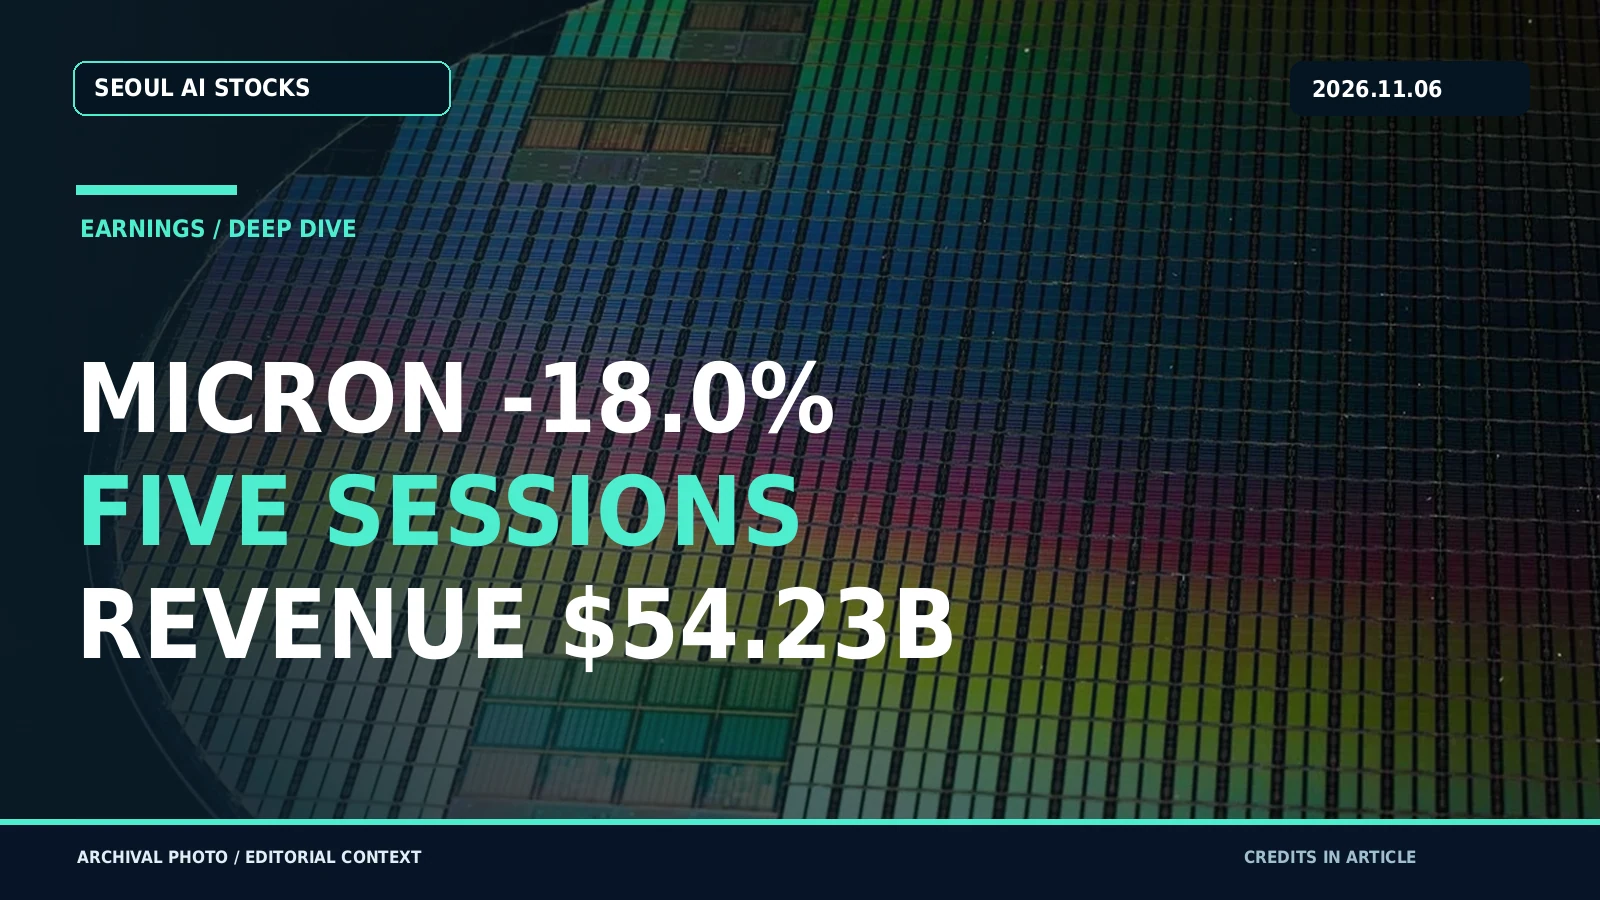 SEOUL AI STOCKS
2026.11.06
EARNINGS / DEEP DIVE
MICRON -18.0%
FIVE SESSIONS
REVENUE $54.23B
ARCHIVAL PHOTO / EDITORIAL CONTEXT
CREDITS IN ARTICLE